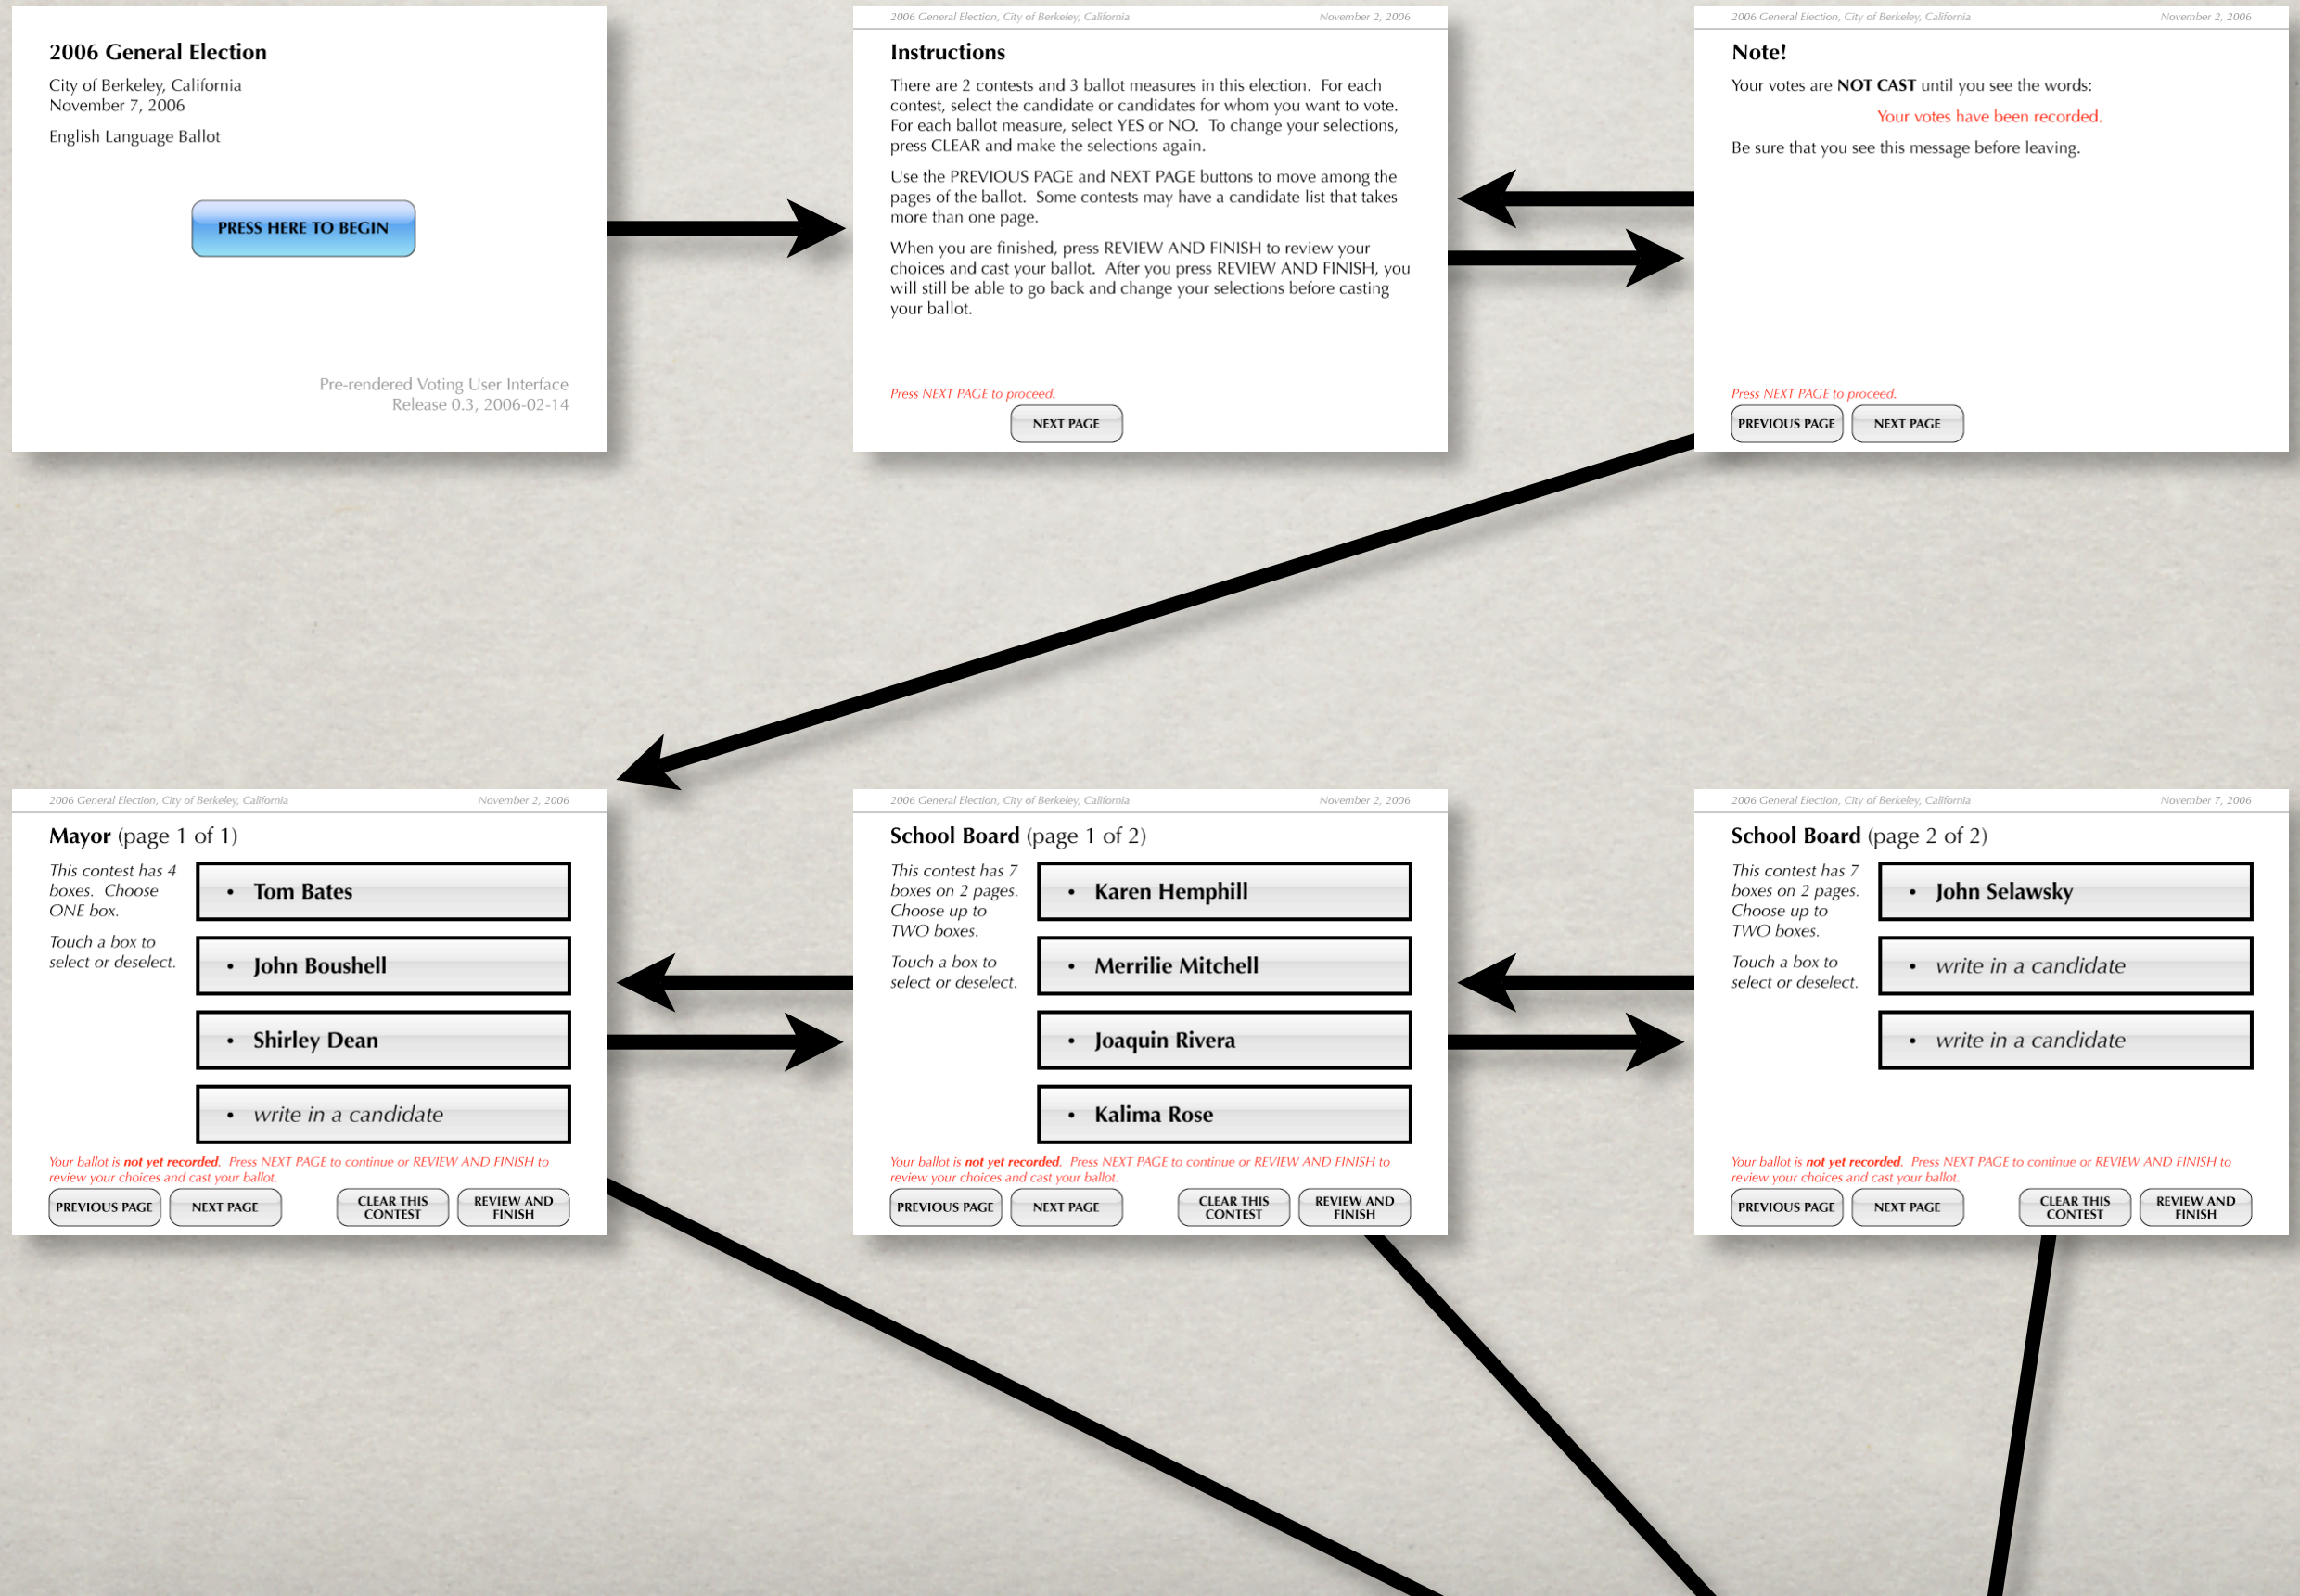 2006 General Election
City of Berkeley, California
November 7, 2006
English Language Ballot
PRESS HERE TO BEGIN
Pre-rendered Voting User Interface
Release 0.3, 2006-02-14
2006 General Election, City of Berkeley, California November 2, 2006
Instructions
There are 2 contests and 3 ballot measures in this election. For each
contest, select the candidate or candidates for whom you want to vote.
For each ballot measure, select YES or NO. To change your selections,
press CLEAR and make the selections again.
Use the PREVIOUS PAGE and NEXT PAGE buttons to move among the
pages of the ballot. Some contests may have a candidate list that takes
more than one page.
When you are finished, press REVIEW AND FINISH to review your
choices and cast your ballot. After you press REVIEW AND FINISH, you
will still be able to go back and change your selections before casting
your ballot.
Press NEXT PAGE to proceed.
NEXT PAGE
2006 General Election, City of Berkeley, California November 2, 2006
Note!
Your votes are NOT CAST until you see the words:
Your votes have been recorded.
Be sure that you see this message before leaving.
Press NEXT PAGE to proceed.
PREVIOUS PAGE NEXT PAGE
2006 General Election, City of Berkeley, California November 2, 2006
Mayor (page 1 of 1)
This contest has 4
boxes. Choose
ONE box.
Touch a box to
select or deselect.
• Tom Bates
• John Boushell
• Shirley Dean
• write in a candidate
Your ballot is not yet recorded. Press NEXT PAGE to continue or REVIEW AND FINISH to
review your choices and cast your ballot.
PREVIOUS PAGE NEXT PAGE CLEAR THIS CONTEST REVIEW AND FINISH
2006 General Election, City of Berkeley, California November 2, 2006
School Board (page 1 of 2)
This contest has 7
boxes on 2 pages.
Choose up to
TWO boxes.
Touch a box to
select or deselect.
• Karen Hemphill
• Merrilie Mitchell
• Joaquin Rivera
• Kalima Rose
Your ballot is not yet recorded. Press NEXT PAGE to continue or REVIEW AND FINISH to
review your choices and cast your ballot.
PREVIOUS PAGE NEXT PAGE CLEAR THIS CONTEST REVIEW AND FINISH
2006 General Election, City of Berkeley, California November 7, 2006
School Board (page 2 of 2)
This contest has 7
boxes on 2 pages.
Choose up to
TWO boxes.
Touch a box to
select or deselect.
• John Selawsky
• write in a candidate
• write in a candidate
Your ballot is not yet recorded. Press NEXT PAGE to continue or REVIEW AND FINISH to
review your choices and cast your ballot.
PREVIOUS PAGE NEXT PAGE CLEAR THIS CONTEST REVIEW AND FINISH